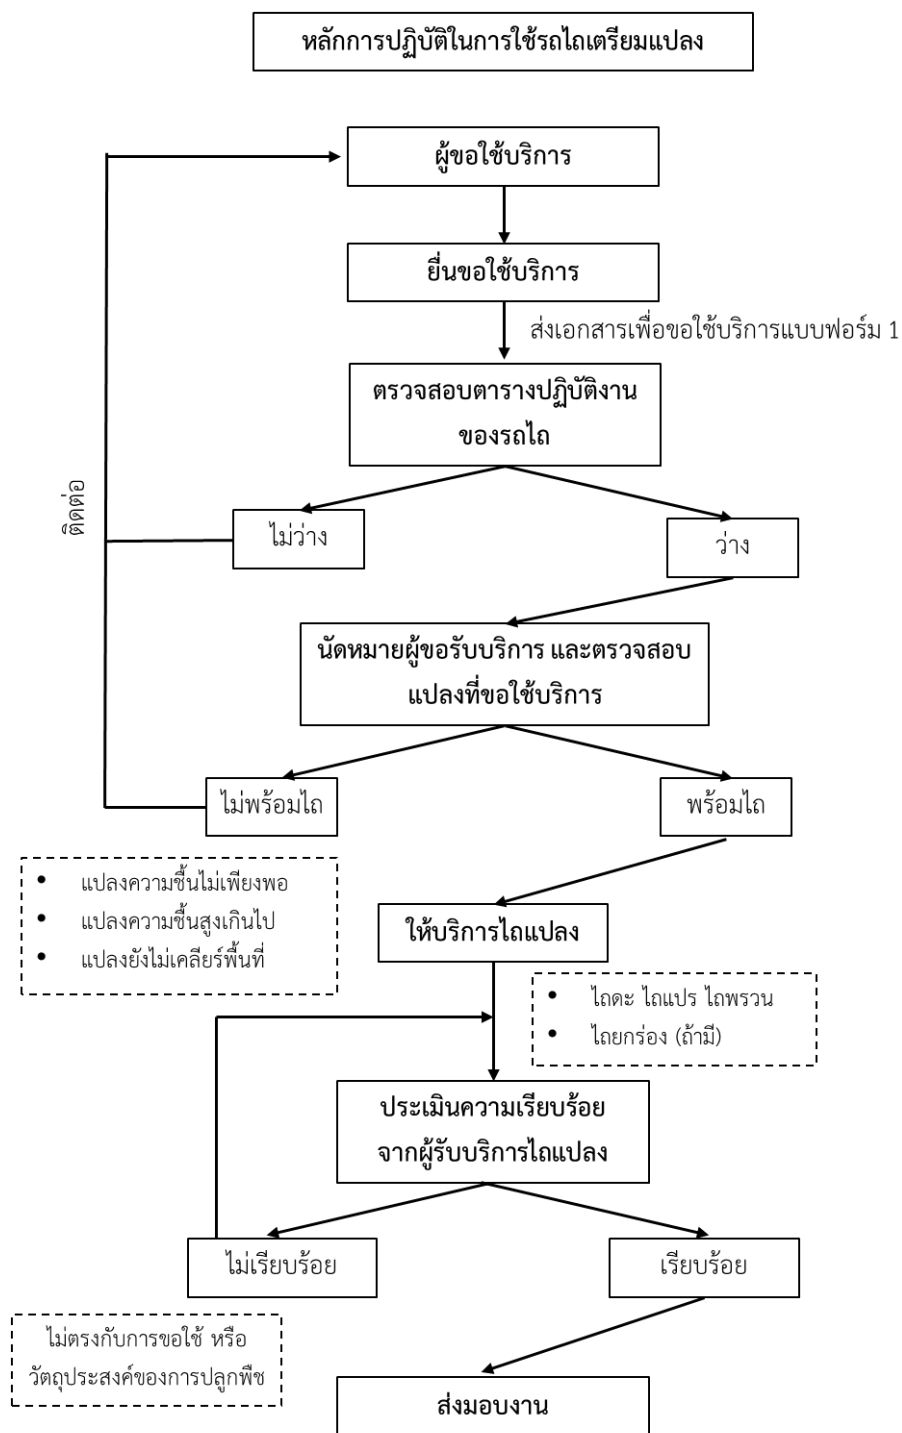 หลักการปฏิบัติในการใช้รถไถเตรียมแปลง
ผู้ขอใช้บริการ
ยื่นขอใช้บริการ
ส่งเอกสารเพื่อขอใช้บริการแบบฟอร์ม 1
ตรวจสอบตารางปฏิบัติงาน
ของรถไถ
ติดต่อ
ไม่ว่าง
ว่าง
นัดหมายผู้ขอรับบริการ และตรวจสอบ
แปลงที่ขอใช้บริการ
ไม่พร้อมไถ
พร้อมไถ
• แปลงความชื้นไม่เพียงพอ
• แปลงความชื้นสูงเกินไป
• แปลงยังไม่เคลียร์พื้นที่
ให้บริการไถแปลง
• ไถดะ ไถแปร ไถพรวน
• ไถยกร่อง (ถ้ามี)
ประเมินความเรียบร้อย
จากผู้รับบริการไถแปลง
ไม่เรียบร้อย
เรียบร้อย
ไม่ตรงกับการขอใช้ หรือ
วัตถุประสงค์ของการปลูกพืช
ส่งมอบงาน